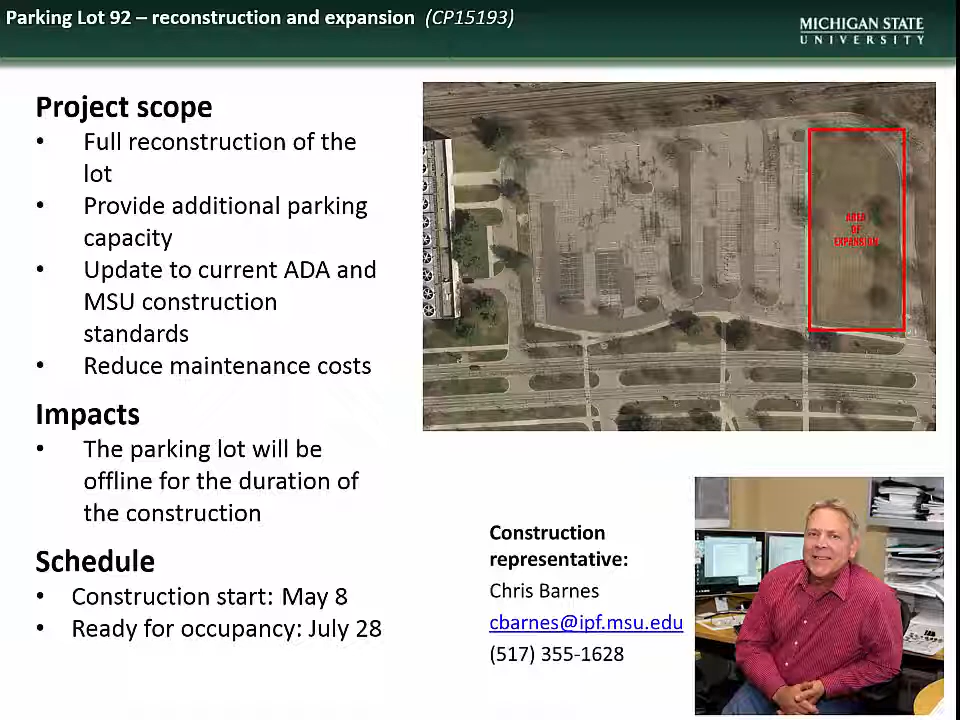 Parking Lot 92 – reconstruction and expansion (CP15193)
MICHIGAN STATE
UNIVERSITY
Project scope
• Full reconstruction of the
lot
• Provide additional parking
capacity
• Update to current ADA and
MSU construction
standards
• Reduce maintenance costs
Impacts
• The parking lot will be
offline for the duration of
the construction
Schedule
• Construction start: May 8
• Ready for occupancy: July 28
AREA
OF
EXPANSION
Construction
representative:
Chris Barnes
cbarnes@ipf.msu.edu
(517) 355-1628